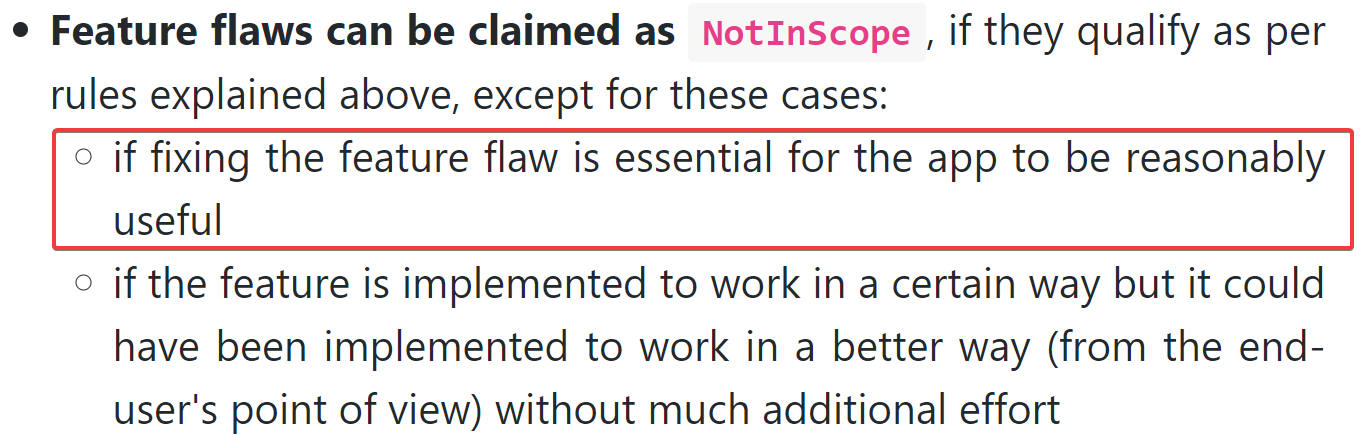 • Feature flaws can be claimed as NotInScope, if they qualify as per
rules explained above, except for these cases:
○ if fixing the feature flaw is essential for the app to be reasonably
useful
○ if the feature is implemented to work in a certain way but it could
have been implemented to work in a better way (from the end-
user's point of view) without much additional effort